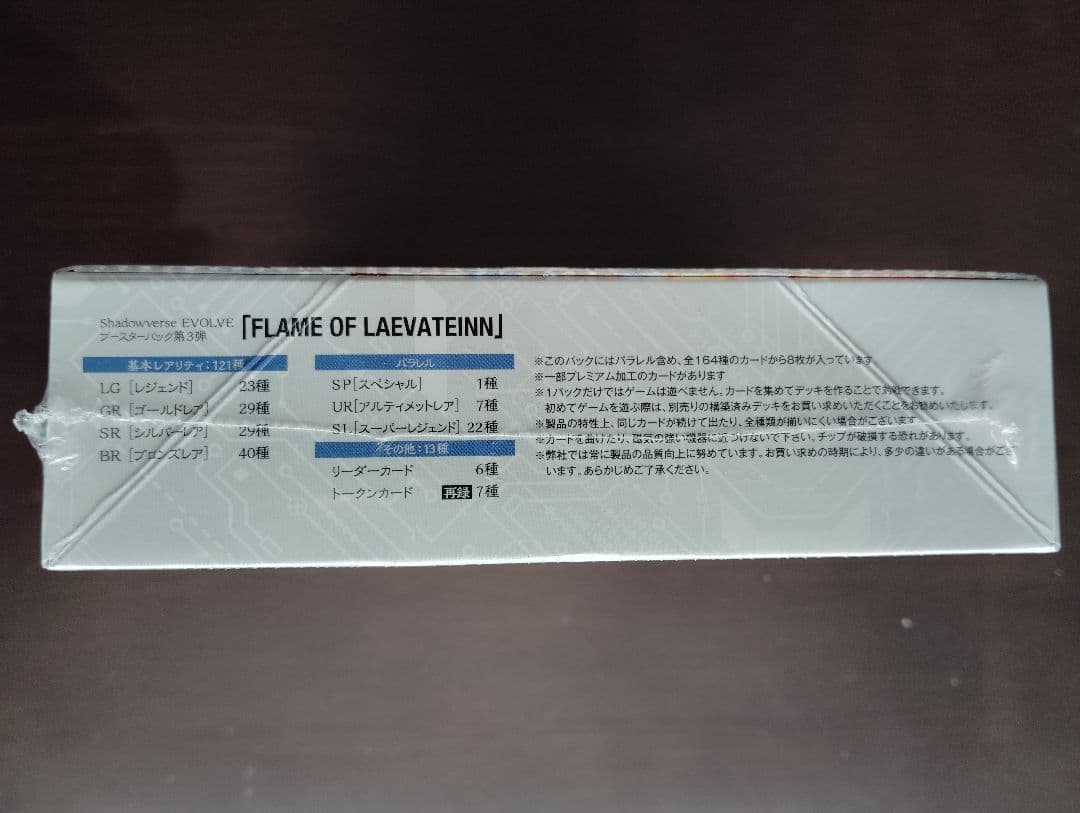 Shadowverse EVOLVE
ブースターパック第3弾
「FLAME OF LAEVATEINN」
基本レアリティ:121種
LG [レジェンド] 23種
GR [ゴールドレア] 29種
SR [シルバーレア] 29種
BR [ブロンズレア] 40種
パラレル
SP[スペシャル] 1種
UR[アルティメットレア] 7種
SL[スーパーレジェンド] 22種
その他:13種
リーダーカード 6種
トークンカード 再録 7種
※このパックにはパラレル含め、全164種のカードから8枚が入っています
※一部プレミアム加工のカードがあります
※1パックだけではゲームは遊べません。カードを集めてデッキを作ることで対戦できます。
初めてゲームを遊ぶ際は、別売りの構築済みデッキをお買い求めいただくことをお勧めいたします。
※製品の特性上、同じカードが続けて出たり、全種類が揃いにくい場合がございます
※カードを曲げたり、磁気の強い機器に近づけないで下さい。チップが破損する恐れがあります。
※弊社では常に製品の品質向上に努めています。お買い求めの時期により、多少の違いがある場合がござ
います。あらかじめご了承ください。